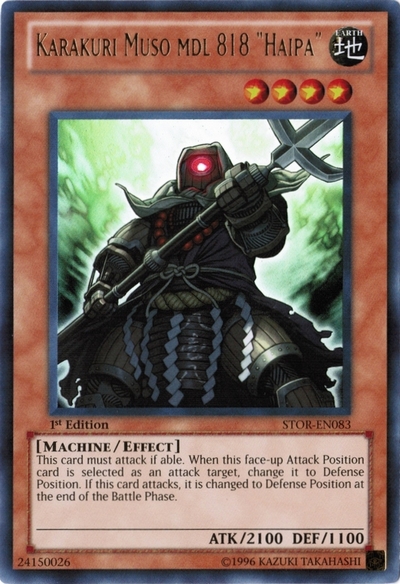 Karakuri Muso mdl 818 "Haipa"
EARTH
地
1st Edition
STOR-EN083
[Machine/Effect]
This card must attack if able. When this face-up Attack Position
card is selected as an attack target, change it to Defense
Position. If this card attacks, it is changed to Defense Position at
the end of the Battle Phase.
ATK/2100 DEF/1100
24150026
©1996 KAZUKI TAKAHASHI